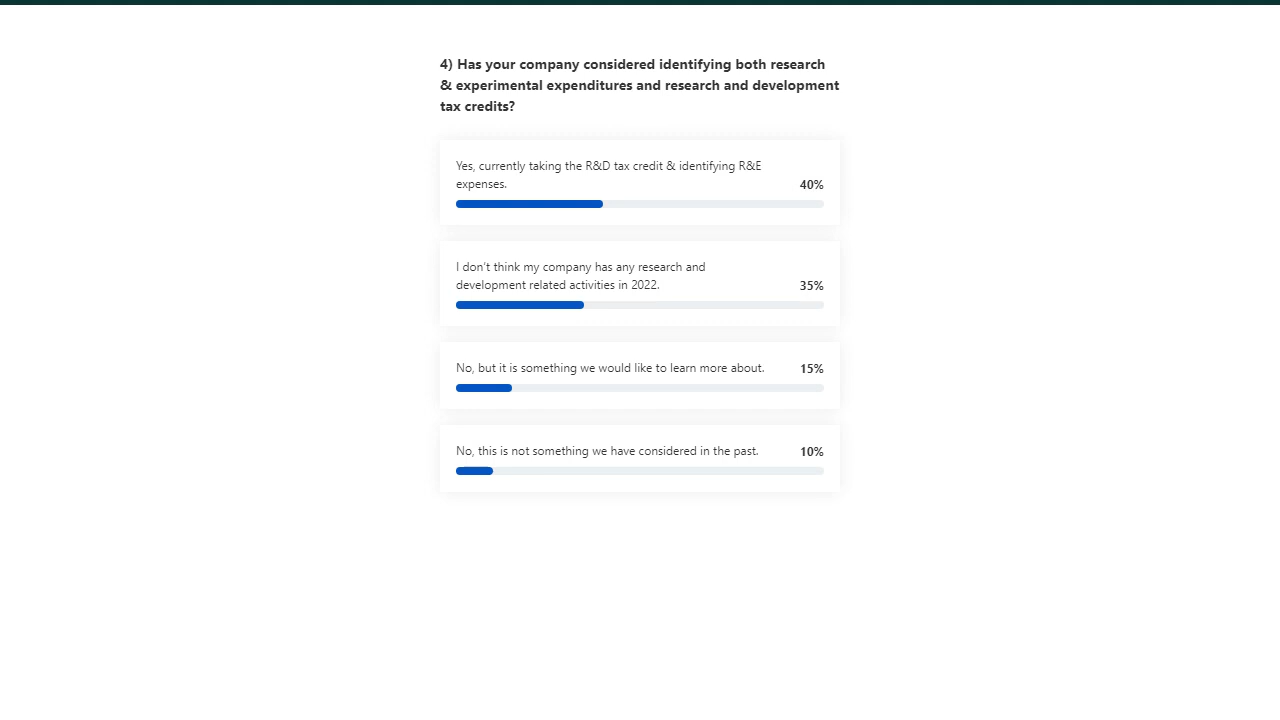 4) Has your company considered identifying both research
& experimental expenditures and research and development
tax credits?
Yes, currently taking the R&D tax credit & identifying R&E
expenses.
40%
I don't think my company has any research and
development related activities in 2022.
35%
No, but it is something we would like to learn more about.
15%
No, this is not something we have considered in the past.
10%